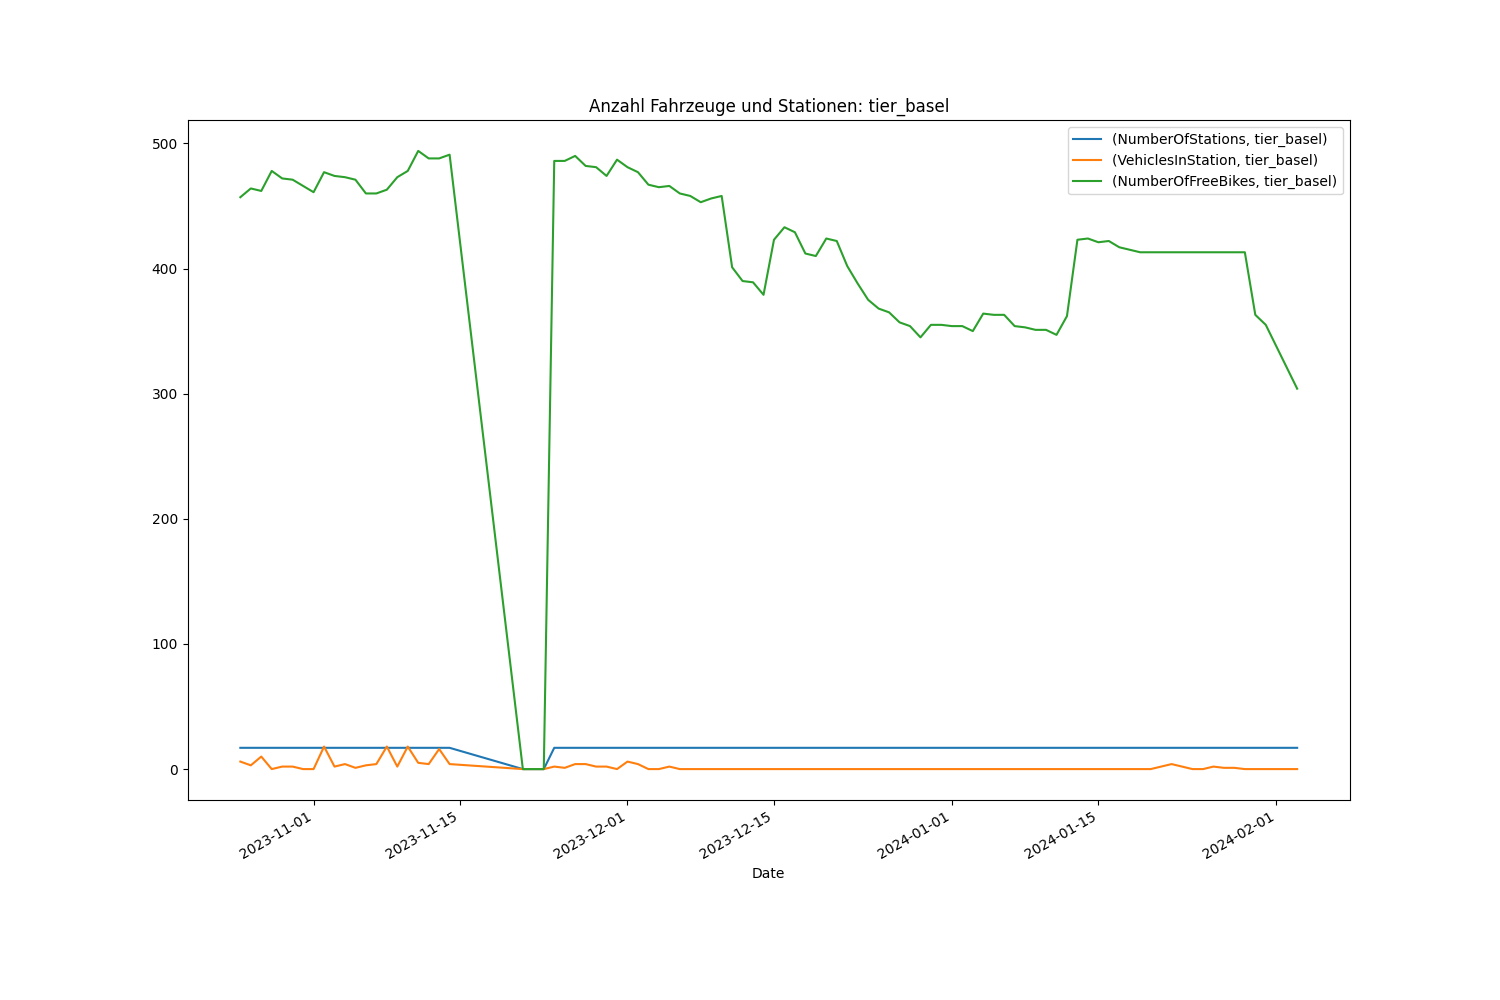 Anzahl Fahrzeuge und Stationen: tier_basel
(NumberOfStations, tier_basel)
(VehiclesInStation, tier_basel)
(NumberOfFreeBikes, tier_basel)
500
400
300
200
100
0
2023-11-01
2023-11-15
2023-12-01
2023-12-15
2024-01-01
2024-01-15
2024-02-01
Date